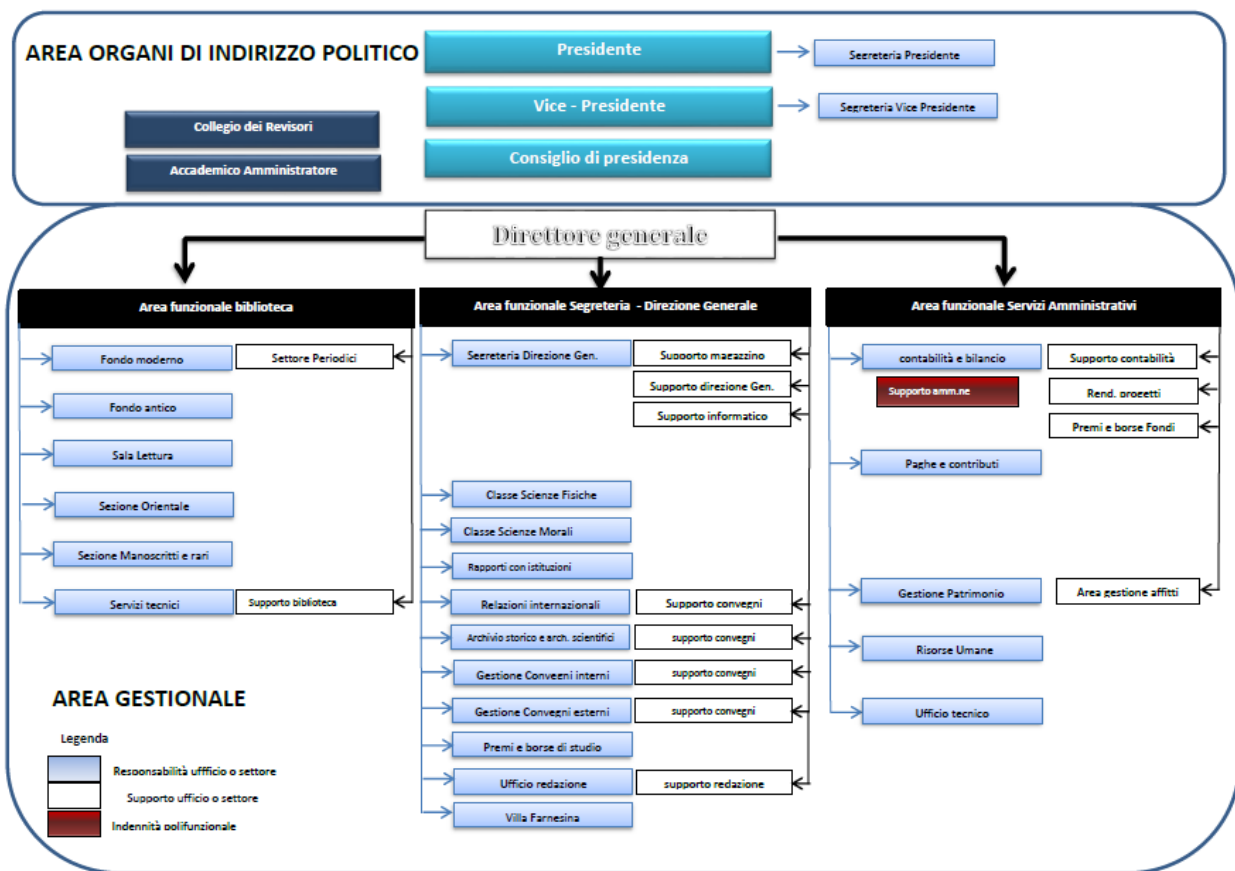 AREA ORGANI DI INDIRIZZO POLITICO
Presidente
Segreteria Presidente
Vice - Presidente
Segreteria Vice Presidente
Consiglio di presidenza
Collegio dei Revisori
Accademico Amministratore
Direttore generale
Area funzionale biblioteca
Fondo moderno
Settore Periodici
Fondo antico
Sala Lettura
Sezione Orientale
Sezione Manoscritti e rari
Servizi tecnici
Supporto biblioteca
Area funzionale Segreteria - Direzione Generale
Segreteria Direzione Gen.
Supporto magazzino
Supporto direzione Gen.
Supporto informatico
Classe Scienze Fisiche
Classe Scienze Morali
Rapporti con istituzioni
Relazioni internazionali
Supporto convegni
Archivio storico e arch. scientifici
supporto convegni
Gestione Convegni interni
supporto convegni
Gestione Convegni esterni
supporto convegni
Premi e borse di studio
Ufficio redazione
supporto redazione
Villa Farnesina
Area funzionale Servizi Amministrativi
contabilità e bilancio
Supporto contabilità
Supporto amm.ne
Rend. progetti
Premi e borse Fondi
Paghe e contributi
Gestione Patrimonio
Area gestione affitti
Risorse Umane
Ufficio tecnico
AREA GESTIONALE
Legenda
Responsabilità ufficio o settore
Supporto ufficio o settore
Indennità polifunzionale